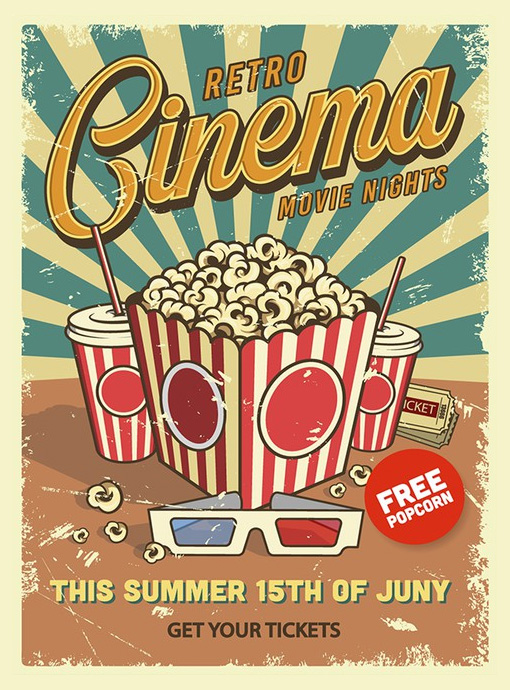 RETRO
Cinema
MOVIE NIGHTS
ICKET
FREE
POPCORN
THIS SUMMER 15TH OF JUNY
GET YOUR TICKETS